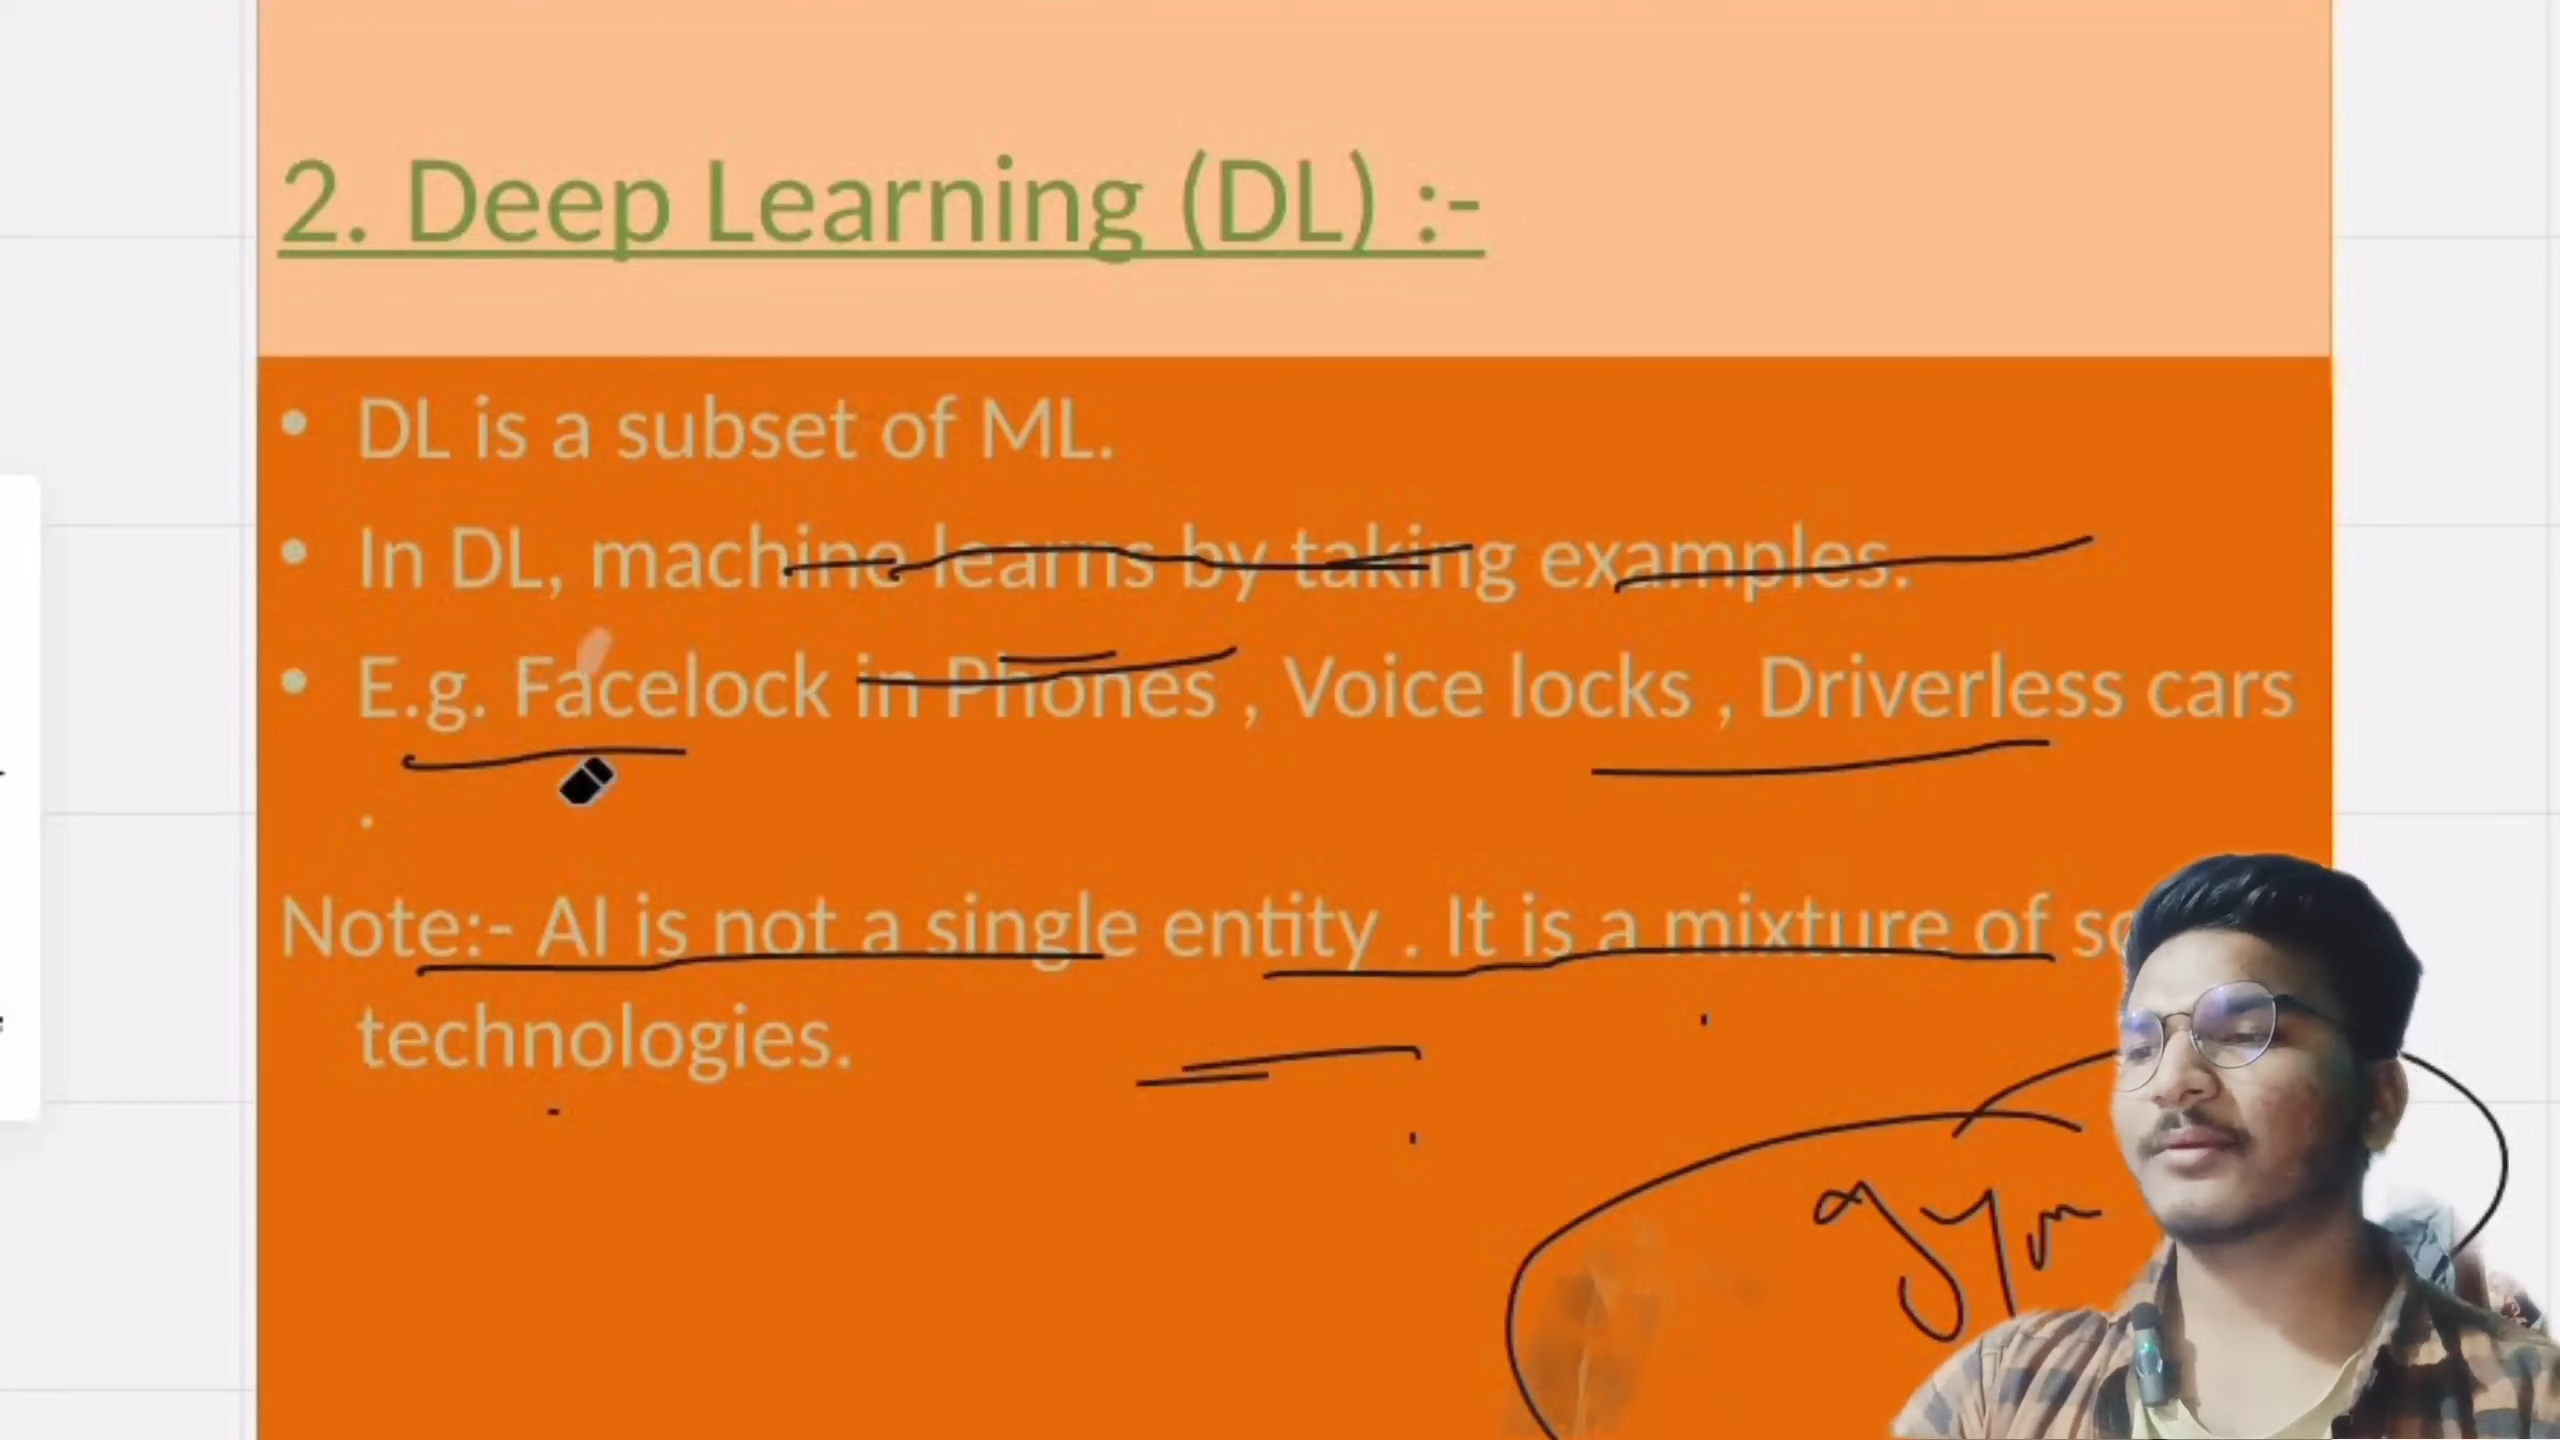 2. Deep Learning (DL) :-
• DL is a subset of ML.
• In DL, machine learns by taking examples.
• E.g. Facelock in Phones , Voice locks , Driverless cars
.
Note:- AI is not a single entity . It is a mixture of
technologies.
gym